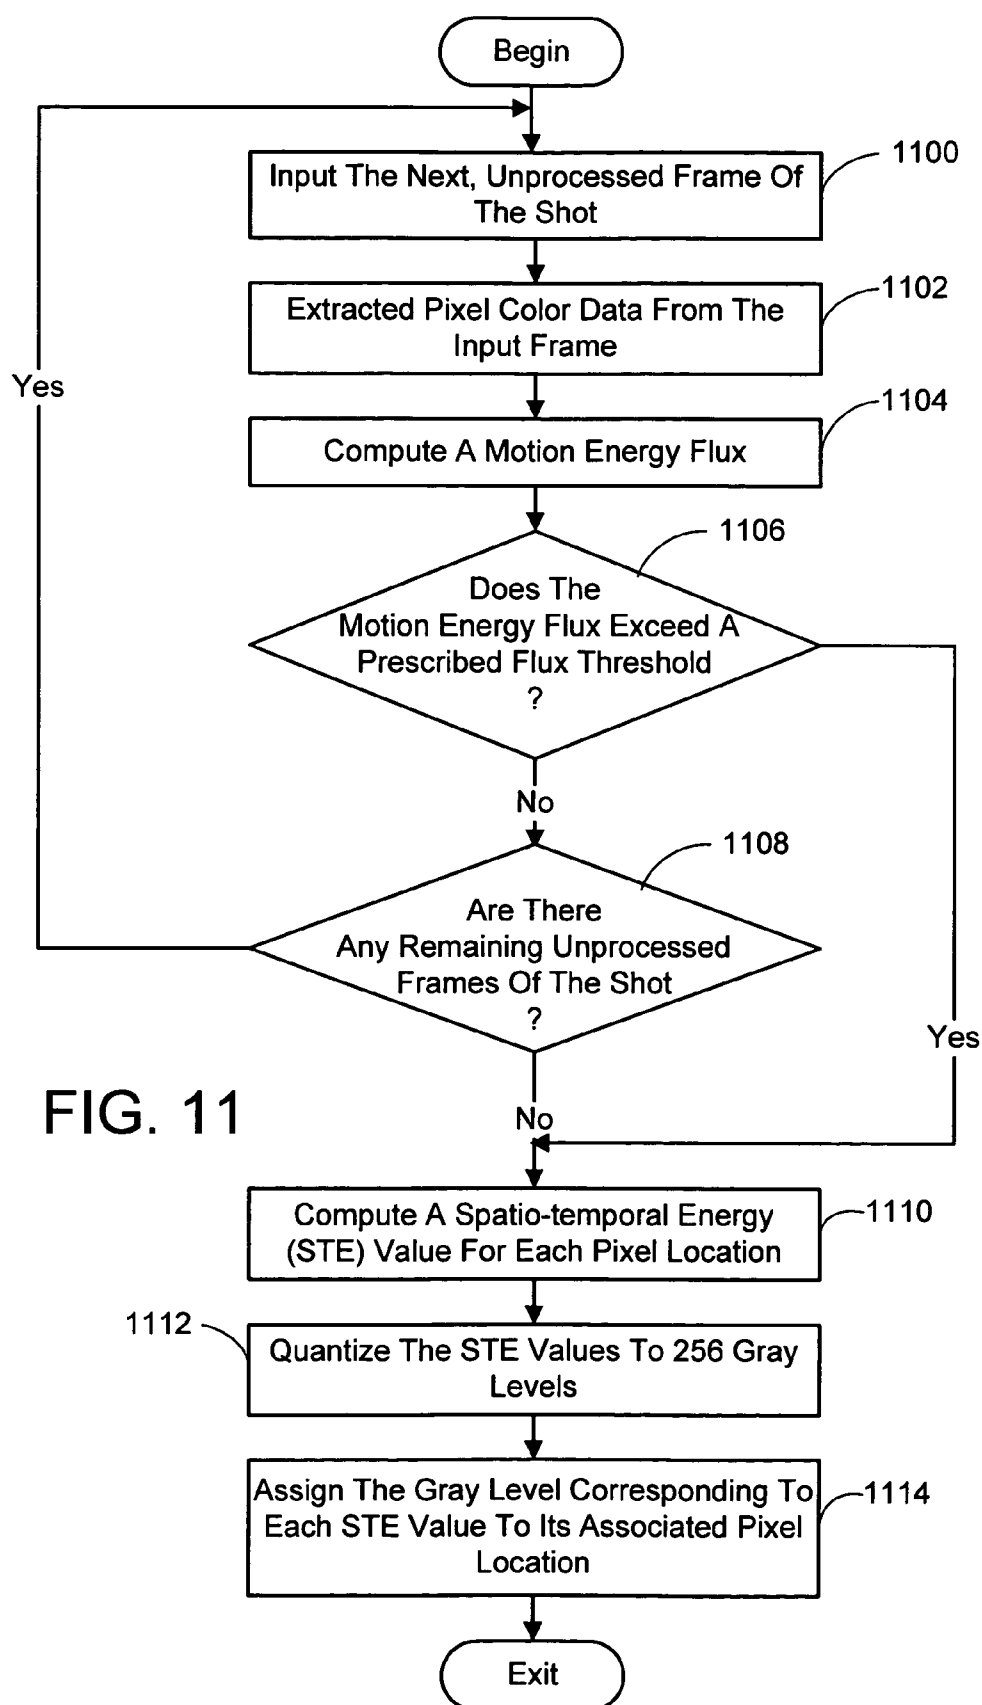 Begin
1100
Input The Next, Unprocessed Frame Of
The Shot
1102
Extracted Pixel Color Data From The
Input Frame
Yes
1104
Compute A Motion Energy Flux
1106
Does The
Motion Energy Flux Exceed A
Prescribed Flux Threshold
?
No
1108
Are There
Any Remaining Unprocessed
Frames Of The Shot
?
Yes
FIG. 11
No
1110
Compute A Spatio-temporal Energy
(STE) Value For Each Pixel Location
1112
Quantize The STE Values To 256 Gray
Levels
1114
Assign The Gray Level Corresponding To
Each STE Value To Its Associated Pixel
Location
Exit